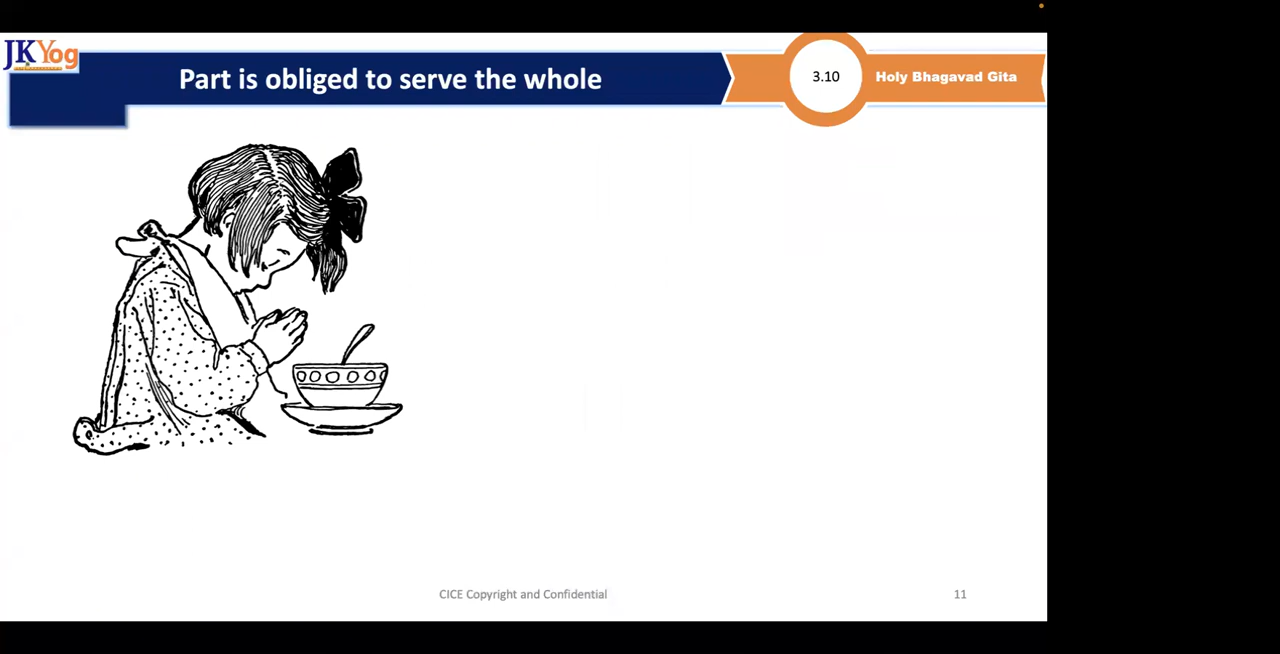 JKYog
Part is obliged to serve the whole
3.10
Holy Bhagavad Gita
CICE Copyright and Confidential
11